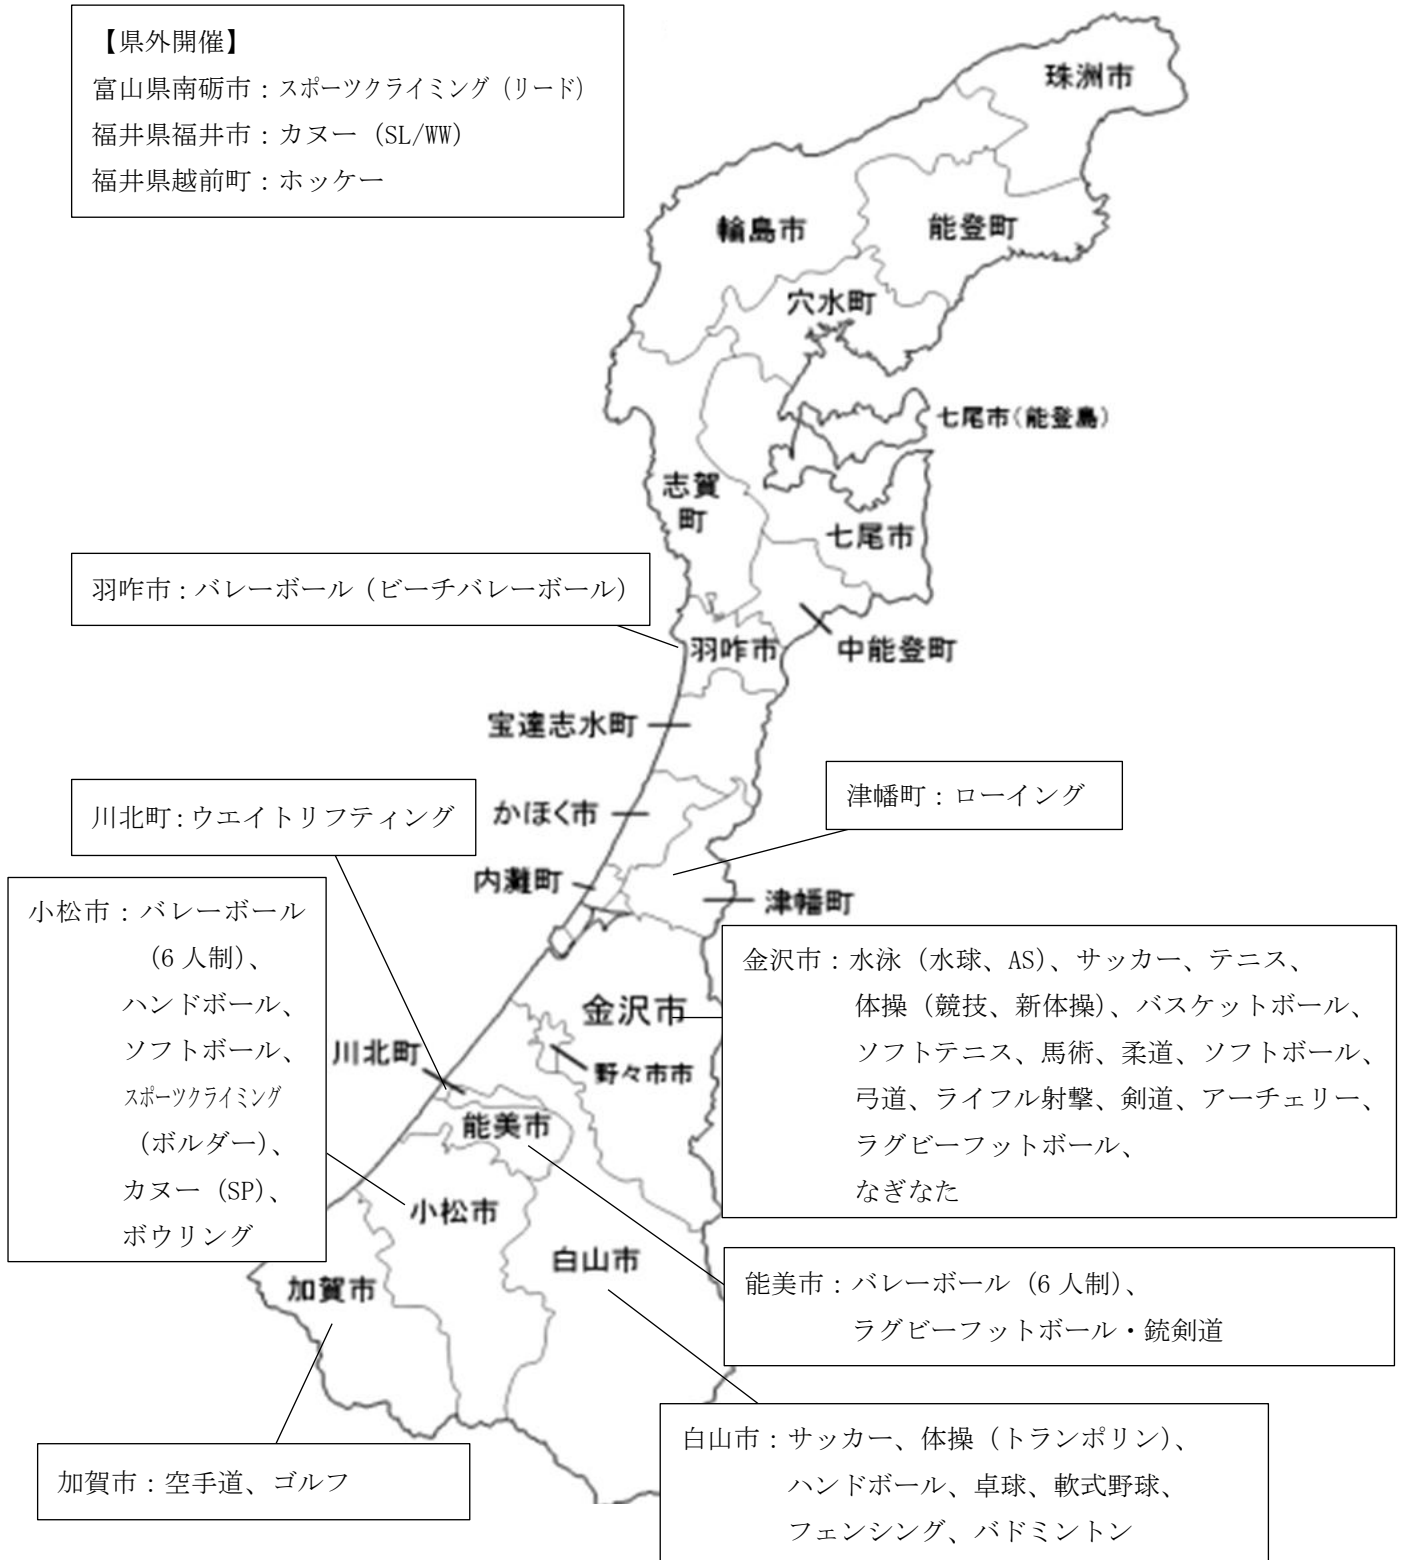 【県外開催】
富山県南砺市：スポーツクライミング（リード）
福井県福井市：カヌー（SL/WW）
福井県越前町：ホッケー
珠洲市
輪島市
能登町
穴水町
七尾市（能登島）
志賀
町
七尾市
羽咋市：バレーボール（ビーチバレーボール）
羽咋市
中能登町
宝達志水町
津幡町：ローイング
川北町：ウエイトリフティング
かほく市
内灘町
津幡町
小松市：バレーボール
（6 人制）、
ハンドボール、
ソフトボール、
スポーツクライミング
（ボルダー）、
カヌー（SP）、
ボウリング
金沢市：水泳（水球、AS）、サッカー、テニス、
体操（競技、新体操）、バスケットボール、
ソフトテニス、馬術、柔道、ソフトボール、
弓道、ライフル射撃、剣道、アーチェリー、
ラグビーフットボール、
なぎなた
金沢市
川北町
野々市市
能美市
小松市
白山市
加賀市
能美市：バレーボール（6 人制）、
ラグビーフットボール・銃剣道
白山市：サッカー、体操（トランポリン）、
ハンドボール、卓球、軟式野球、
フェンシング、バドミントン
加賀市：空手道、ゴルフ